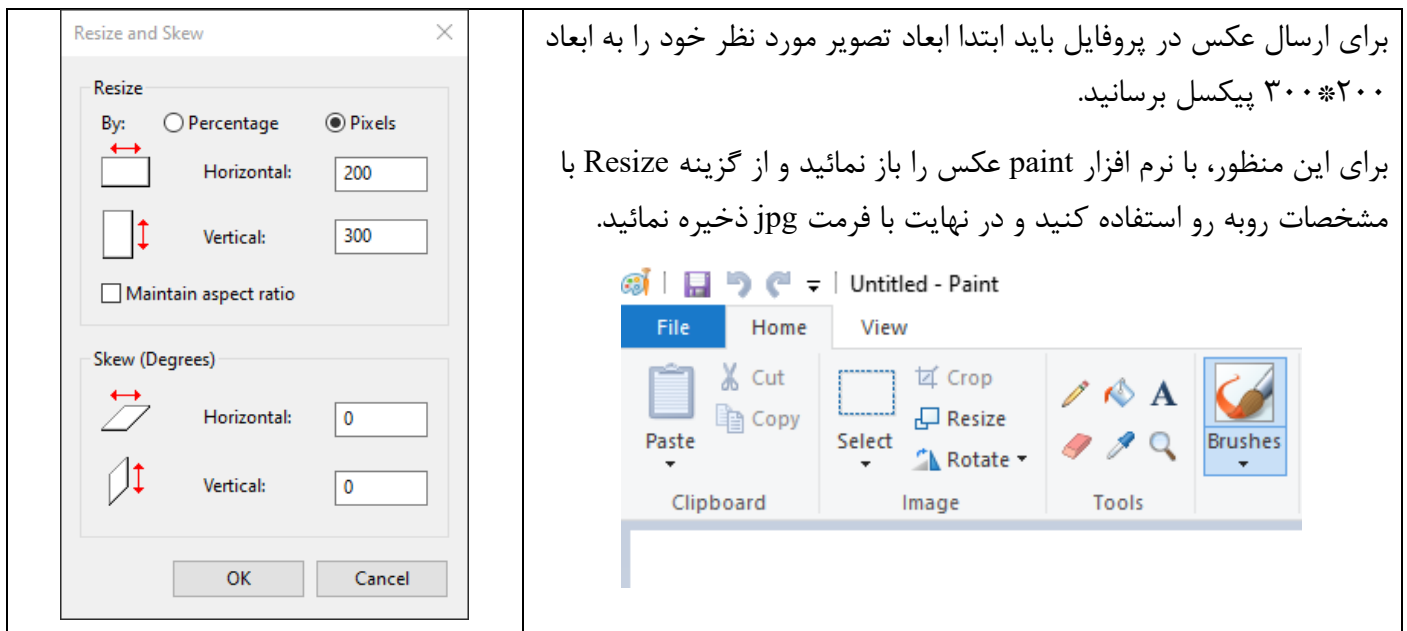 برای ارسال عکس در پروفایل باید ابتدا ابعاد تصویر مورد نظر خود را به ابعاد
۲۰۰*۳۰۰ پیکسل برسانید.
برای این منظور، با نرم افزار paint عکس را باز نمائید و از گزینه Resize با
مشخصات روبه رو استفاده کنید و در نهایت با فرمت jpg ذخیره نمائید.
Untitled - Paint
File Home View
Cut
Copy
Paste
Clipboard
Select
Crop
Resize
Rotate
Image
A
Tools
Brushes
Resize and Skew
Resize
By: Percentage Pixels
Horizontal: 200
Vertical: 300
Maintain aspect ratio
Skew (Degrees)
Horizontal: 0
Vertical: 0
OK Cancel